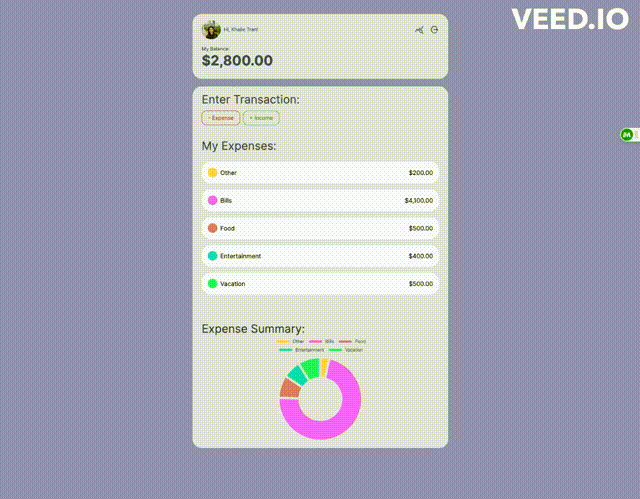 VEED.IO
Hi, Khalie Tran!
My Balance:
$2,800.00
Enter Transaction:
- Expense
+ Income
My Expenses:
Other $200.00
Bills $4,100.00
Food $500.00
Entertainment $400.00
Vacation $500.00
Expense Summary:
Other Bills Food
Entertainment Vacation